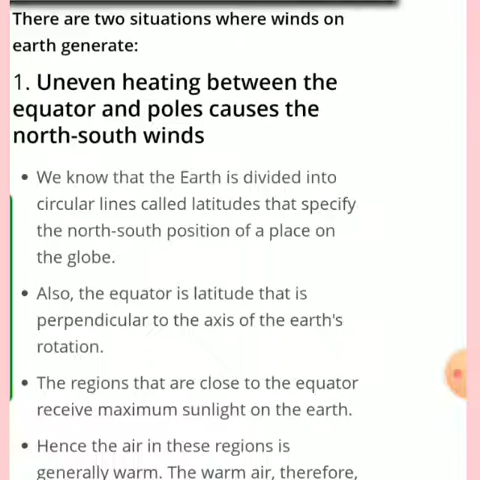 There are two situations where winds on
earth generate:
1. Uneven heating between the
equator and poles causes the
north-south winds
• We know that the Earth is divided into
circular lines called latitudes that specify
the north-south position of a place on
the globe.
• Also, the equator is latitude that is
perpendicular to the axis of the earth's
rotation.
• The regions that are close to the equator
receive maximum sunlight on the earth.
• Hence the air in these regions is
generally warm. The warm air, therefore,